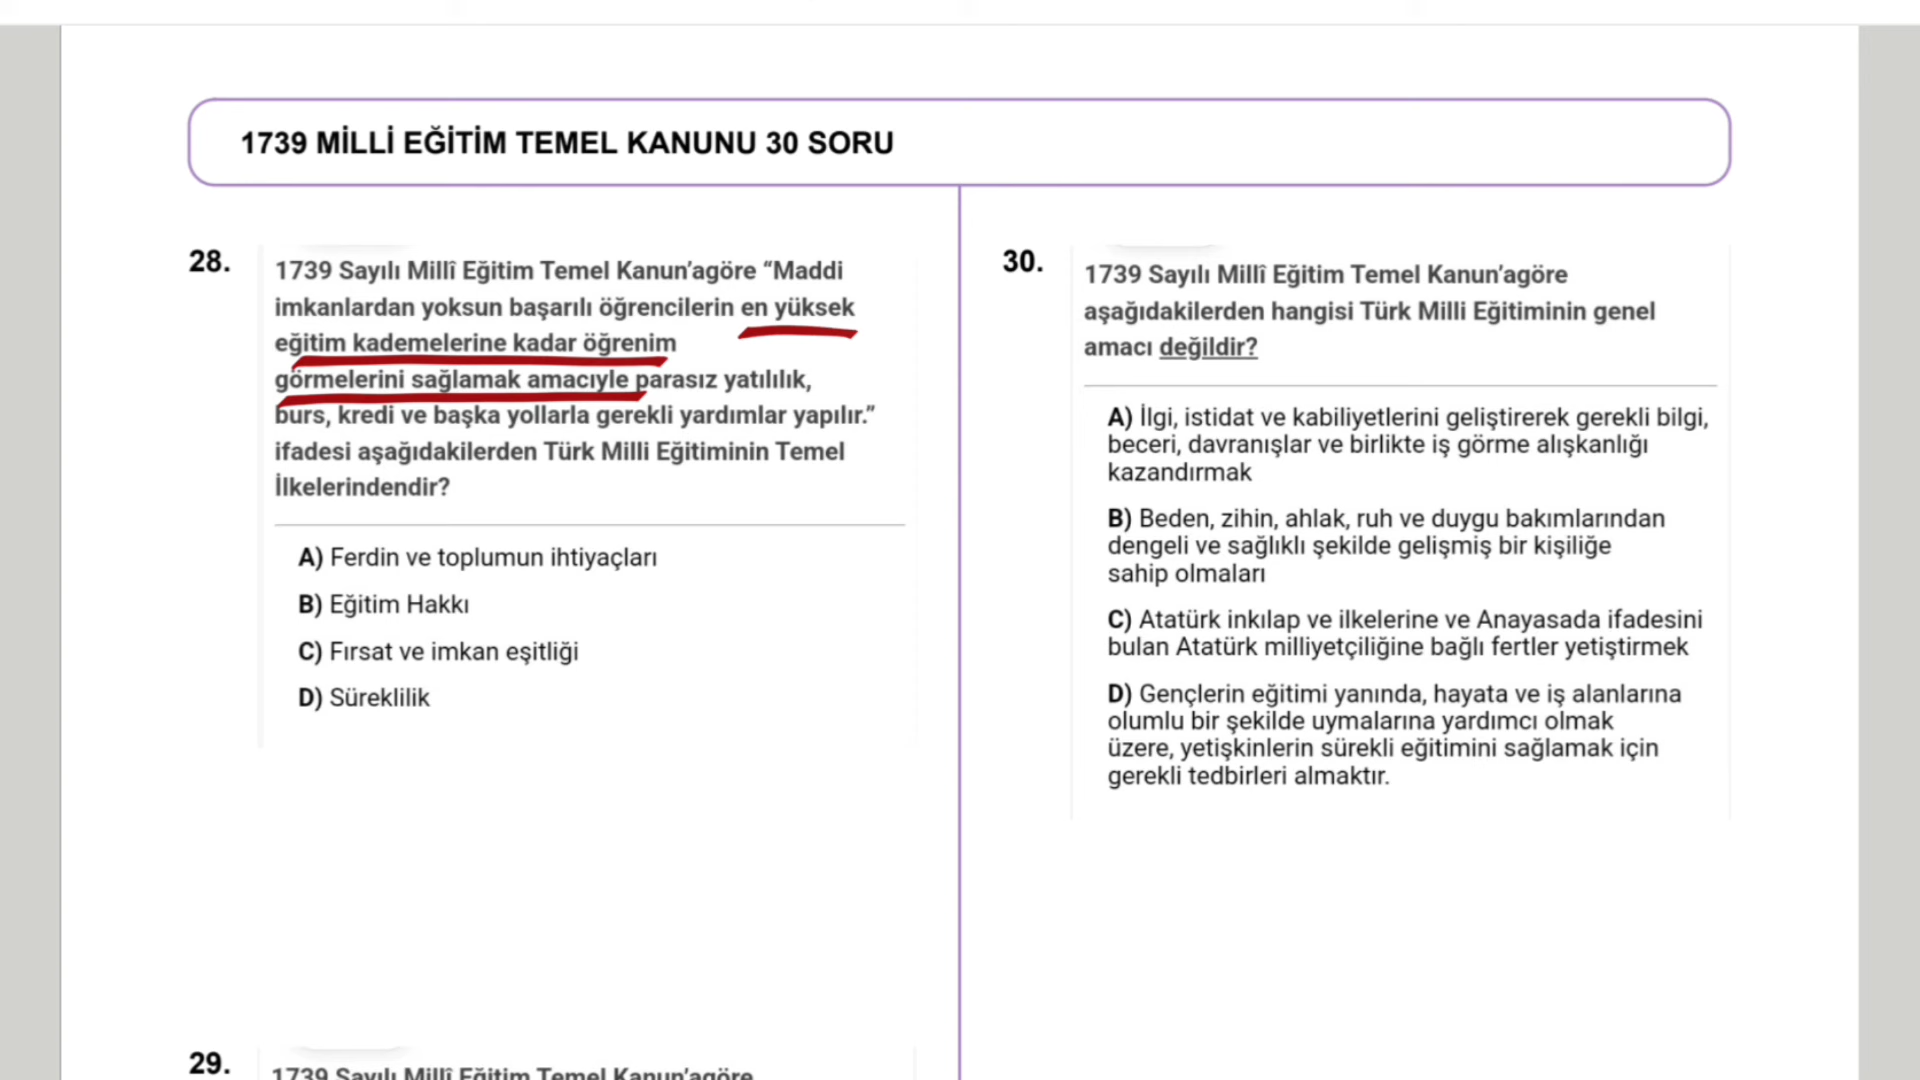 1739 MİLLİ EĞİTİM TEMEL KANUNU 30 SORU
28.
1739 Sayılı Millî Eğitim Temel Kanun’agöre “Maddi
imkanlardan yoksun başarılı öğrencilerin en yüksek
eğitim kademelerine kadar öğrenim
görmelerini sağlamak amacıyle parasız yatılılık,
burs, kredi ve başka yollarla gerekli yardımlar yapılır.”
ifadesi aşağıdakilerden Türk Milli Eğitiminin Temel
İlkelerindendir?
A) Ferdin ve toplumun ihtiyaçları
B) Eğitim Hakkı
C) Fırsat ve imkan eşitliği
D) Süreklilik
29.
1739 Sayılı Millî Eğitim Temel Kanun’agöre
30.
1739 Sayılı Millî Eğitim Temel Kanun’agöre
aşağıdakilerden hangisi Türk Milli Eğitiminin genel
amacı değildir?
A) İlgi, istidat ve kabiliyetlerini geliştirerek gerekli bilgi,
beceri, davranışlar ve birlikte iş görme alışkanlığı
kazandırmak
B) Beden, zihin, ahlak, ruh ve duygu bakımlarından
dengeli ve sağlıklı şekilde gelişmiş bir kişiliğe
sahip olmaları
C) Atatürk inkılap ve ilkelerine ve Anayasada ifadesini
bulan Atatürk milliyetçiliğine bağlı fertler yetiştirmek
D) Gençlerin eğitimi yanında, hayata ve iş alanlarına
olumlu bir şekilde uymalarına yardımcı olmak
üzere, yetişkinlerin sürekli eğitimini sağlamak için
gerekli tedbirleri almaktır.